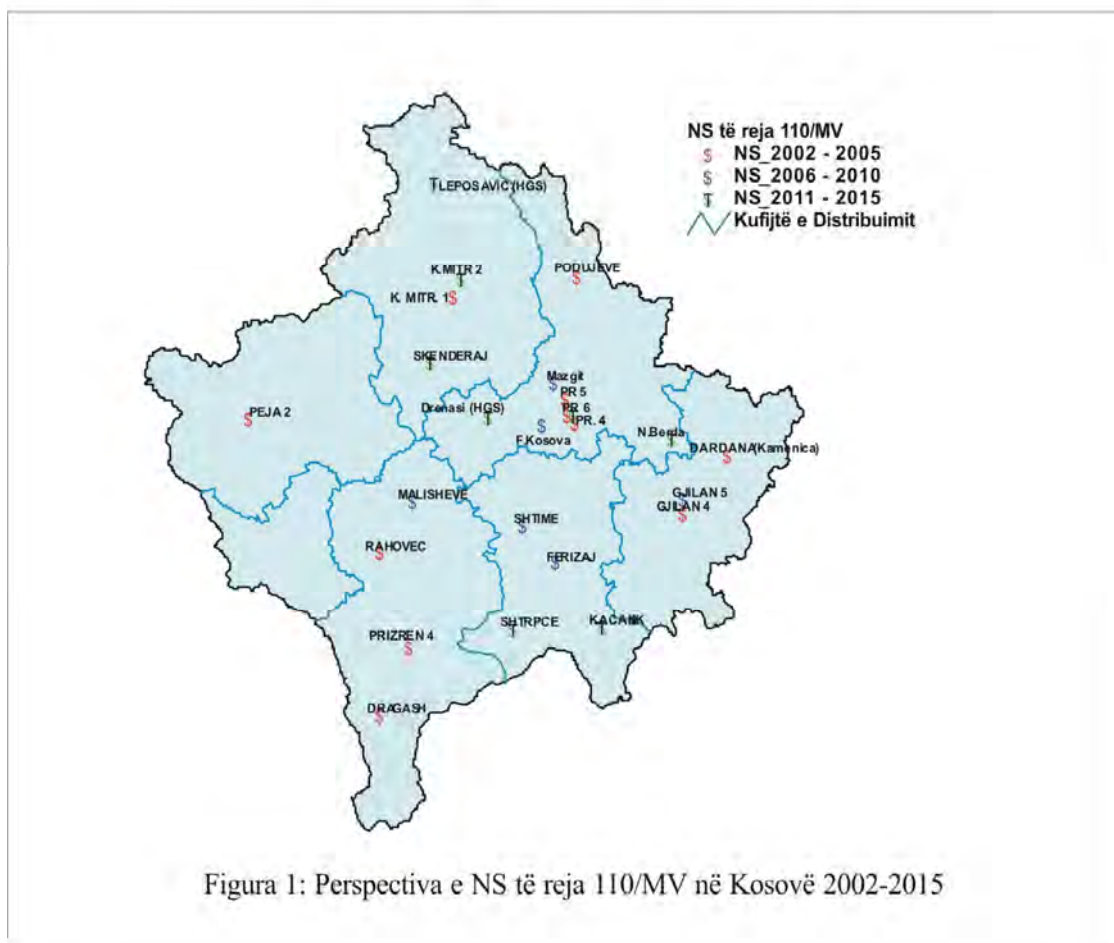 NS të reja 110/MV
NS_2002 - 2005
NS_2006 - 2010
NS_2011 - 2015
Kufijtë e Distribuimit
LEPOSAVIC (HGS)
K.MITR 2
PODUJEVE
K. MITR. 1
SKENDERAJ
Mazgit
PR 5
PEJA 2
Drenasi (HGS)
PR 6
PR. 4
F.Kosova
N.Berda
DARDANA(Kamenica)
MALISHEVE
GJILAN 5
GJILAN 4
SHTIME
RAHOVEC
FERIZAJ
SHTRPCE
KACANIK
PRIZREN 4
DRAGASH
Figura 1: Perspectiva e NS të reja 110/MV në Kosovë 2002-2015